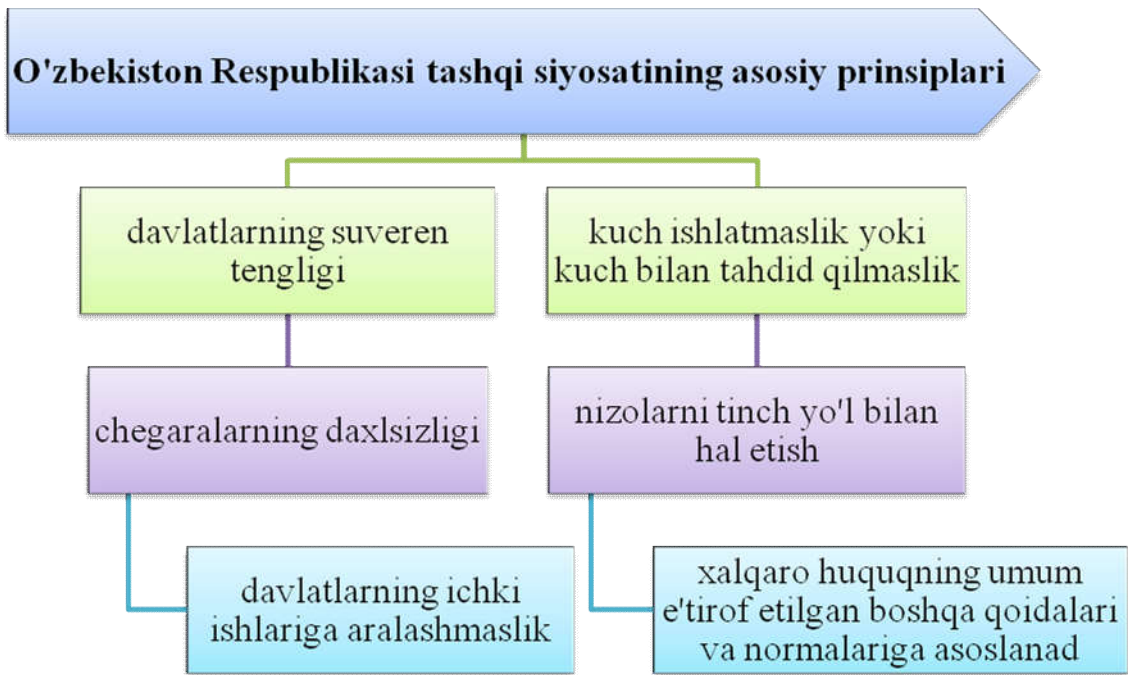 O'zbekiston Respublikasi tashqi siyosatining asosiy prinsiplari
davlatlarning suveren
tengligi
kuch ishlatmaslik yoki
kuch bilan tahdid qilmaslik
chegaralarning daxlsizligi
nizolarni tinch yo'l bilan
hal etish
davlatlarning ichki
ishlariga aralashmaslik
xalqaro huquqning umum
e'tirof etilgan boshqa qoidalari
va normalariga asoslanad